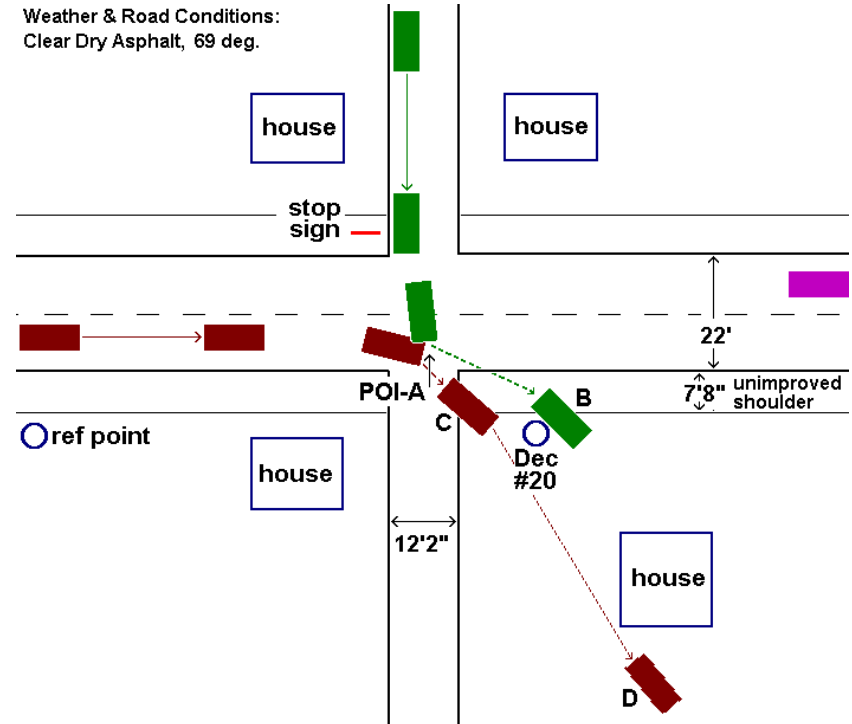 Weather & Road Conditions:
Clear Dry Asphalt, 69 deg.
house
house
stop
sign
22'
POI-A
7'8" unimproved
shoulder
B
C
ref point
Dec
#20
house
12'2"
house
D